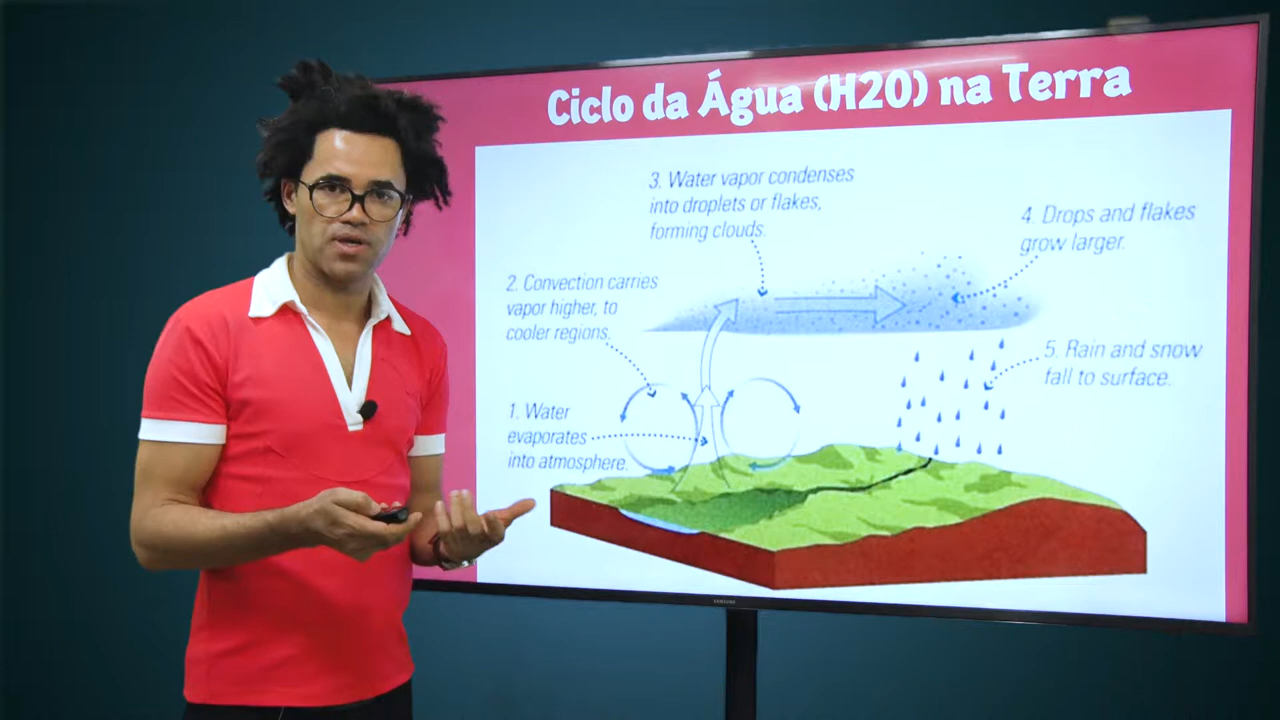 Ciclo da Água (H20) na Terra
3. Water vapor condenses
into droplets or flakes,
forming clouds.
4. Drops and flakes
grow larger.
2. Convection carries
vapor higher, to
cooler regions.
5. Rain and snow
fall to surface.
1. Water
evaporates
into atmosphere.
SAMSUNG